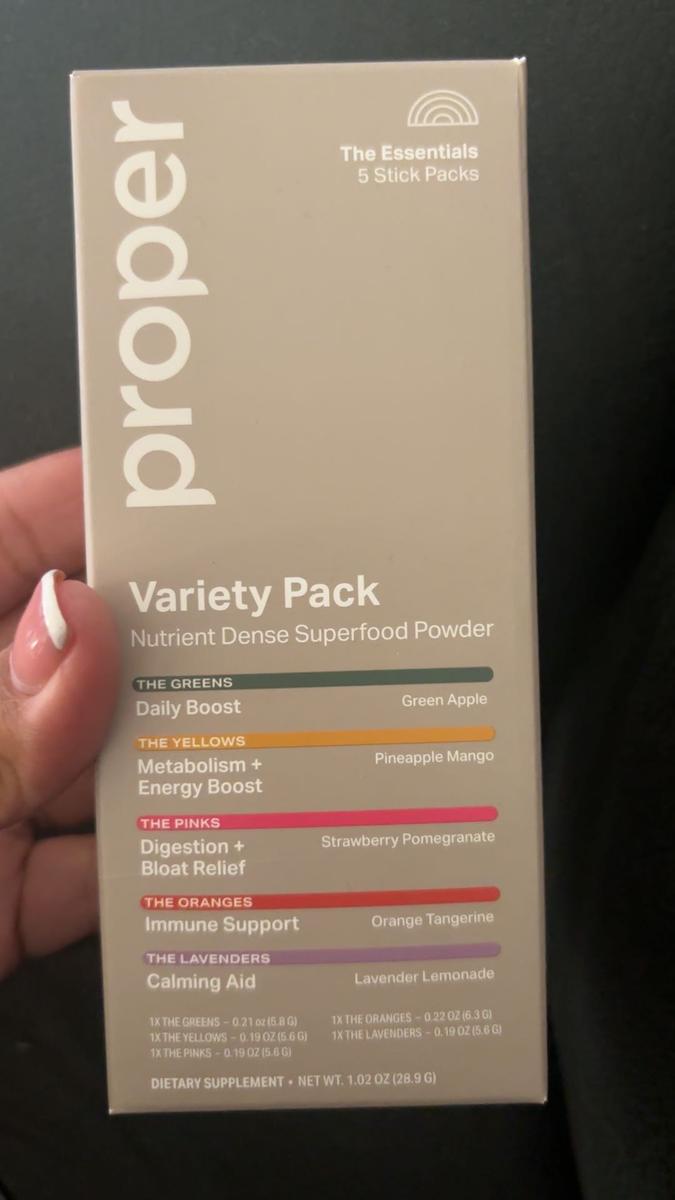 proper
The Essentials
5 Stick Packs
Variety Pack
Nutrient Dense Superfood Powder
THE GREENS
Daily Boost
Green Apple
THE YELLOWS
Metabolism +
Energy Boost
Pineapple Mango
THE PINKS
Digestion +
Bloat Relief
Strawberry Pomegranate
THE ORANGES
Immune Support
Orange Tangerine
THE LAVENDERS
Calming Aid
Lavender Lemonade
1X THE GREENS – 0.21 oz (5.8 G)
1X THE YELLOWS – 0.19 OZ (5.6 G)
1X THE PINKS – 0.19 OZ (5.6 G)
1X THE ORANGES – 0.22 OZ (6.3 G)
1X THE LAVENDERS – 0.19 OZ (5.6 G)
DIETARY SUPPLEMENT • NET WT. 1.02 OZ (28.9 G)